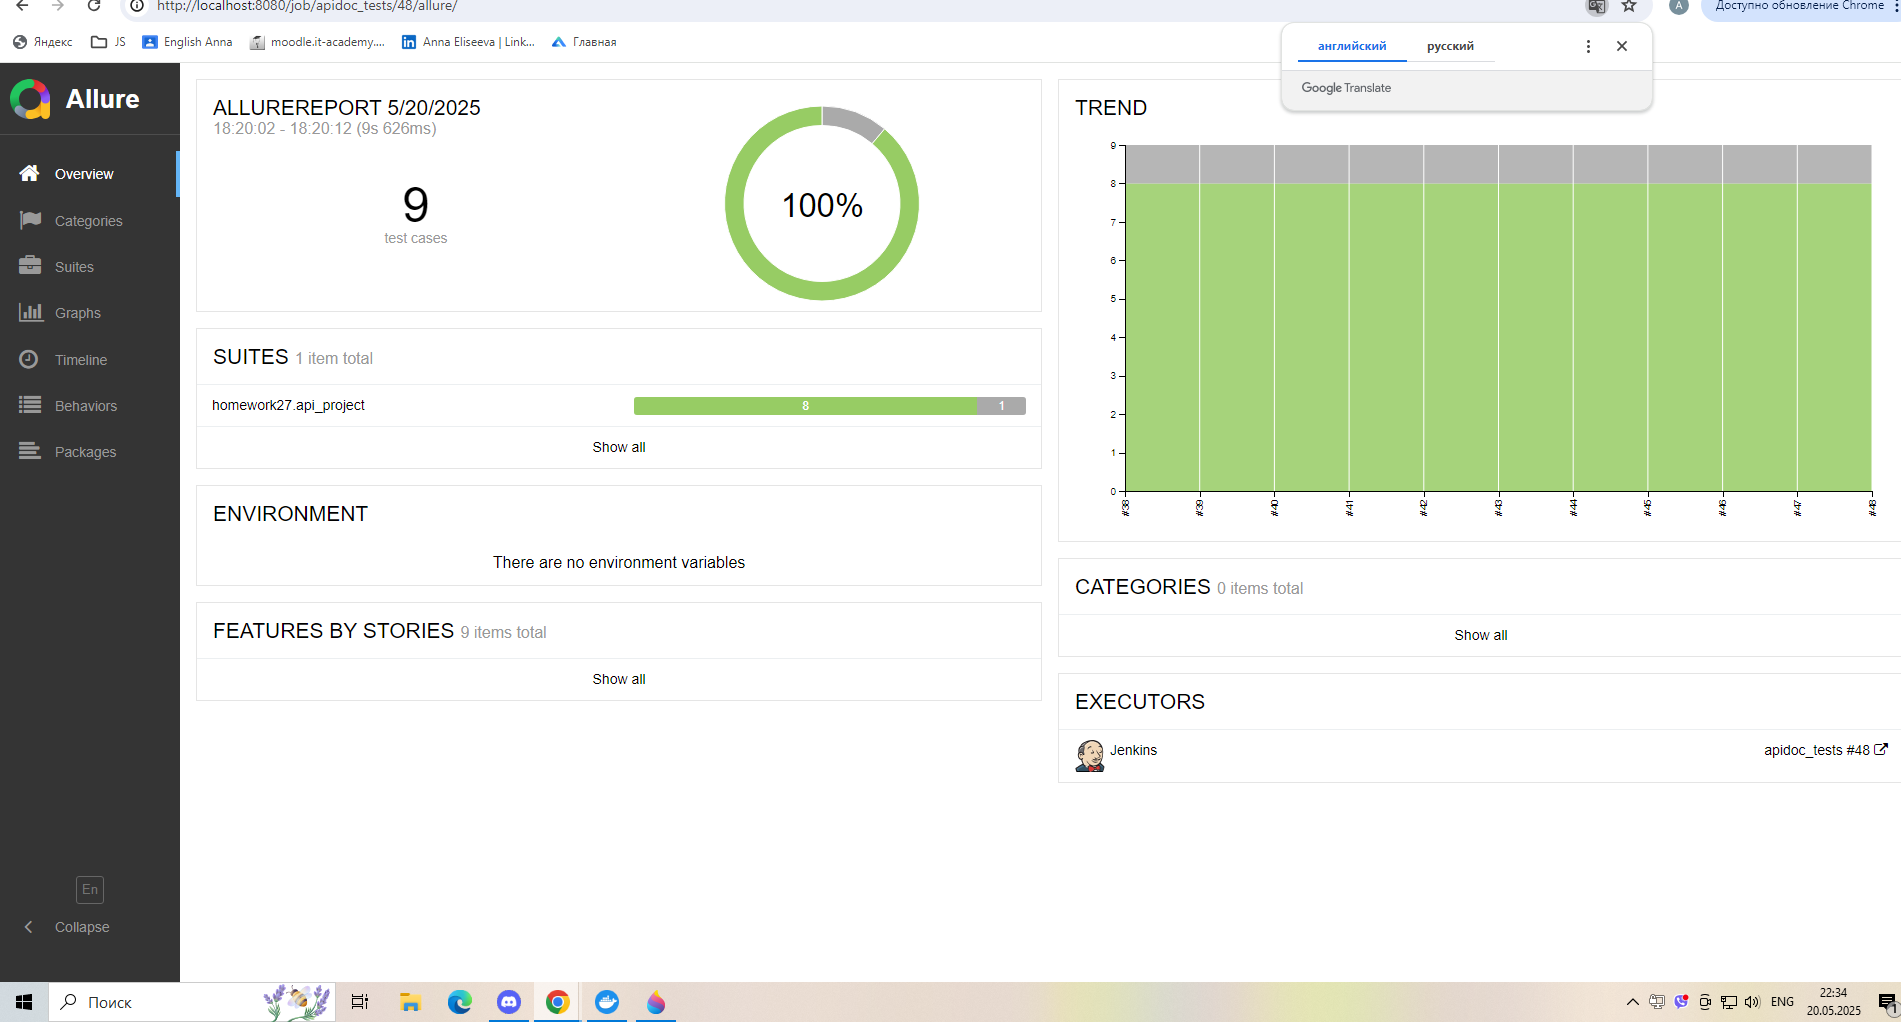 http://localhost:8080/job/apidoc_tests/48/allure/
A
Доступно обновление Chrome
Яндекс
JS
English Anna
moodle.it-academy....
Anna Eliseeva | Link...
Главная
английский
русский
Google Translate
Allure
Overview
Categories
Suites
Graphs
Timeline
Behaviors
Packages
En
Collapse
ALLUREREPORT 5/20/2025
18:20:02 - 18:20:12 (9s 626ms)
9
test cases
100%
SUITES 1 item total
homework27.api_project
8
1
Show all
ENVIRONMENT
There are no environment variables
FEATURES BY STORIES 9 items total
Show all
TREND
9
8
7
6
5
4
3
2
1
0
#38
#39
#40
#41
#42
#43
#44
#45
#46
#47
#48
CATEGORIES 0 items total
Show all
EXECUTORS
Jenkins
apidoc_tests #48
Поиск
ENG
22:34
20.05.2025
1